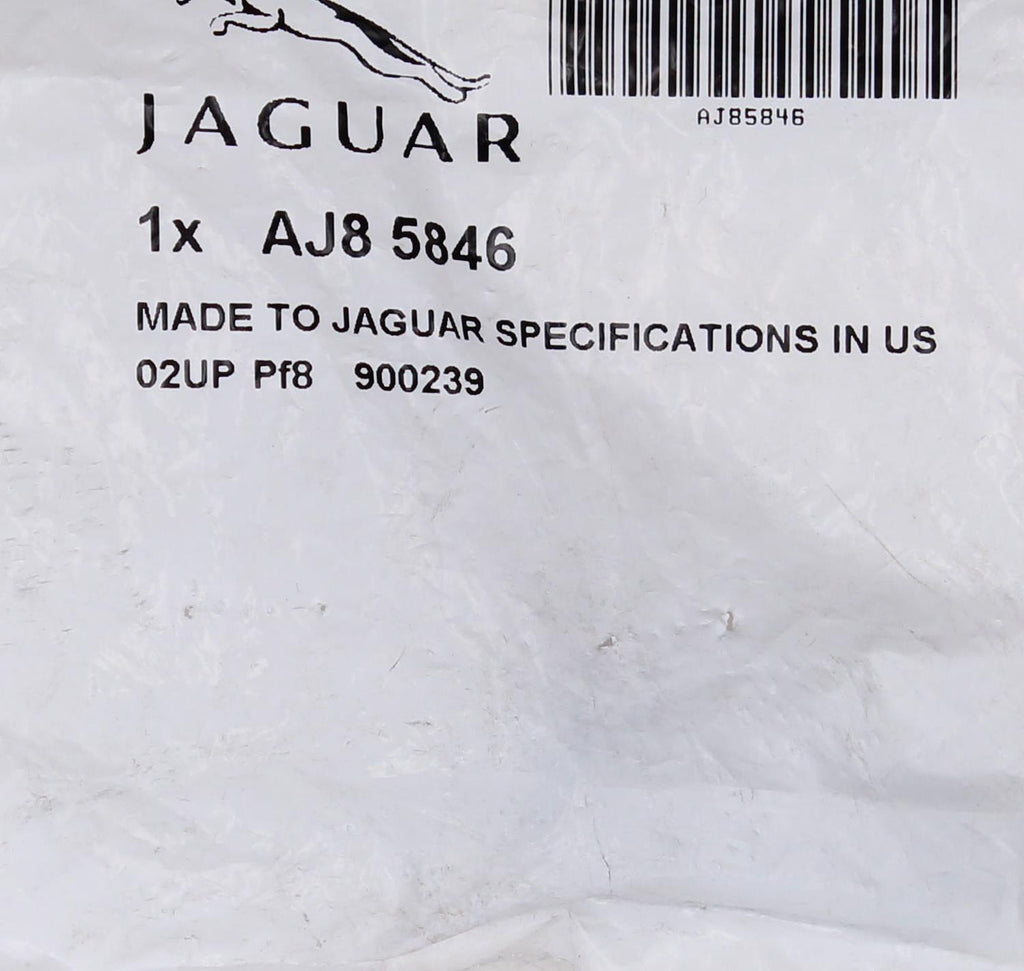 JAGUAR
AJ85846
1x AJ8 5846
MADE TO JAGUAR SPECIFICATIONS IN US
02UP Pf8 900239